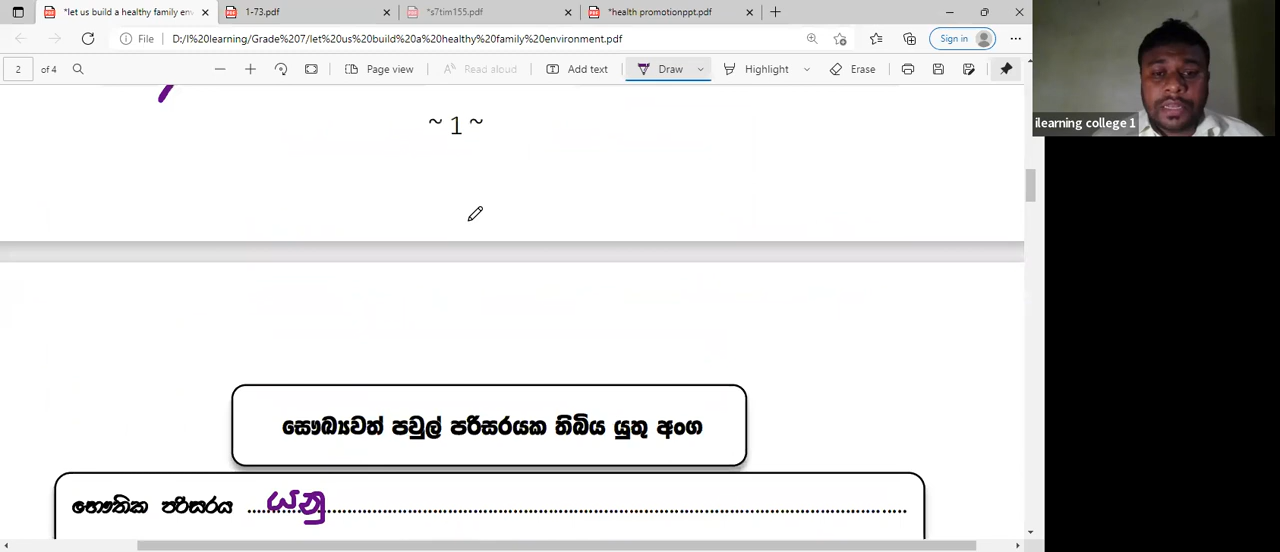 *let us build a healthy family env
1-73.pdf
*s7tim155.pdf
*health promotionppt.pdf
File
D:/I%20learning/Grade%207/let%20us%20build%20a%20healthy%20family%20environment.pdf
Sign in
2 of 4
Page view
Read aloud
Add text
Draw
Highlight
Erase
ilearning college 1
~ 1 ~
සෞඛ්‍යවත් පවුල් පරිසරයක තිබිය යුතු අංග
භෞතික පරිසරය යනු